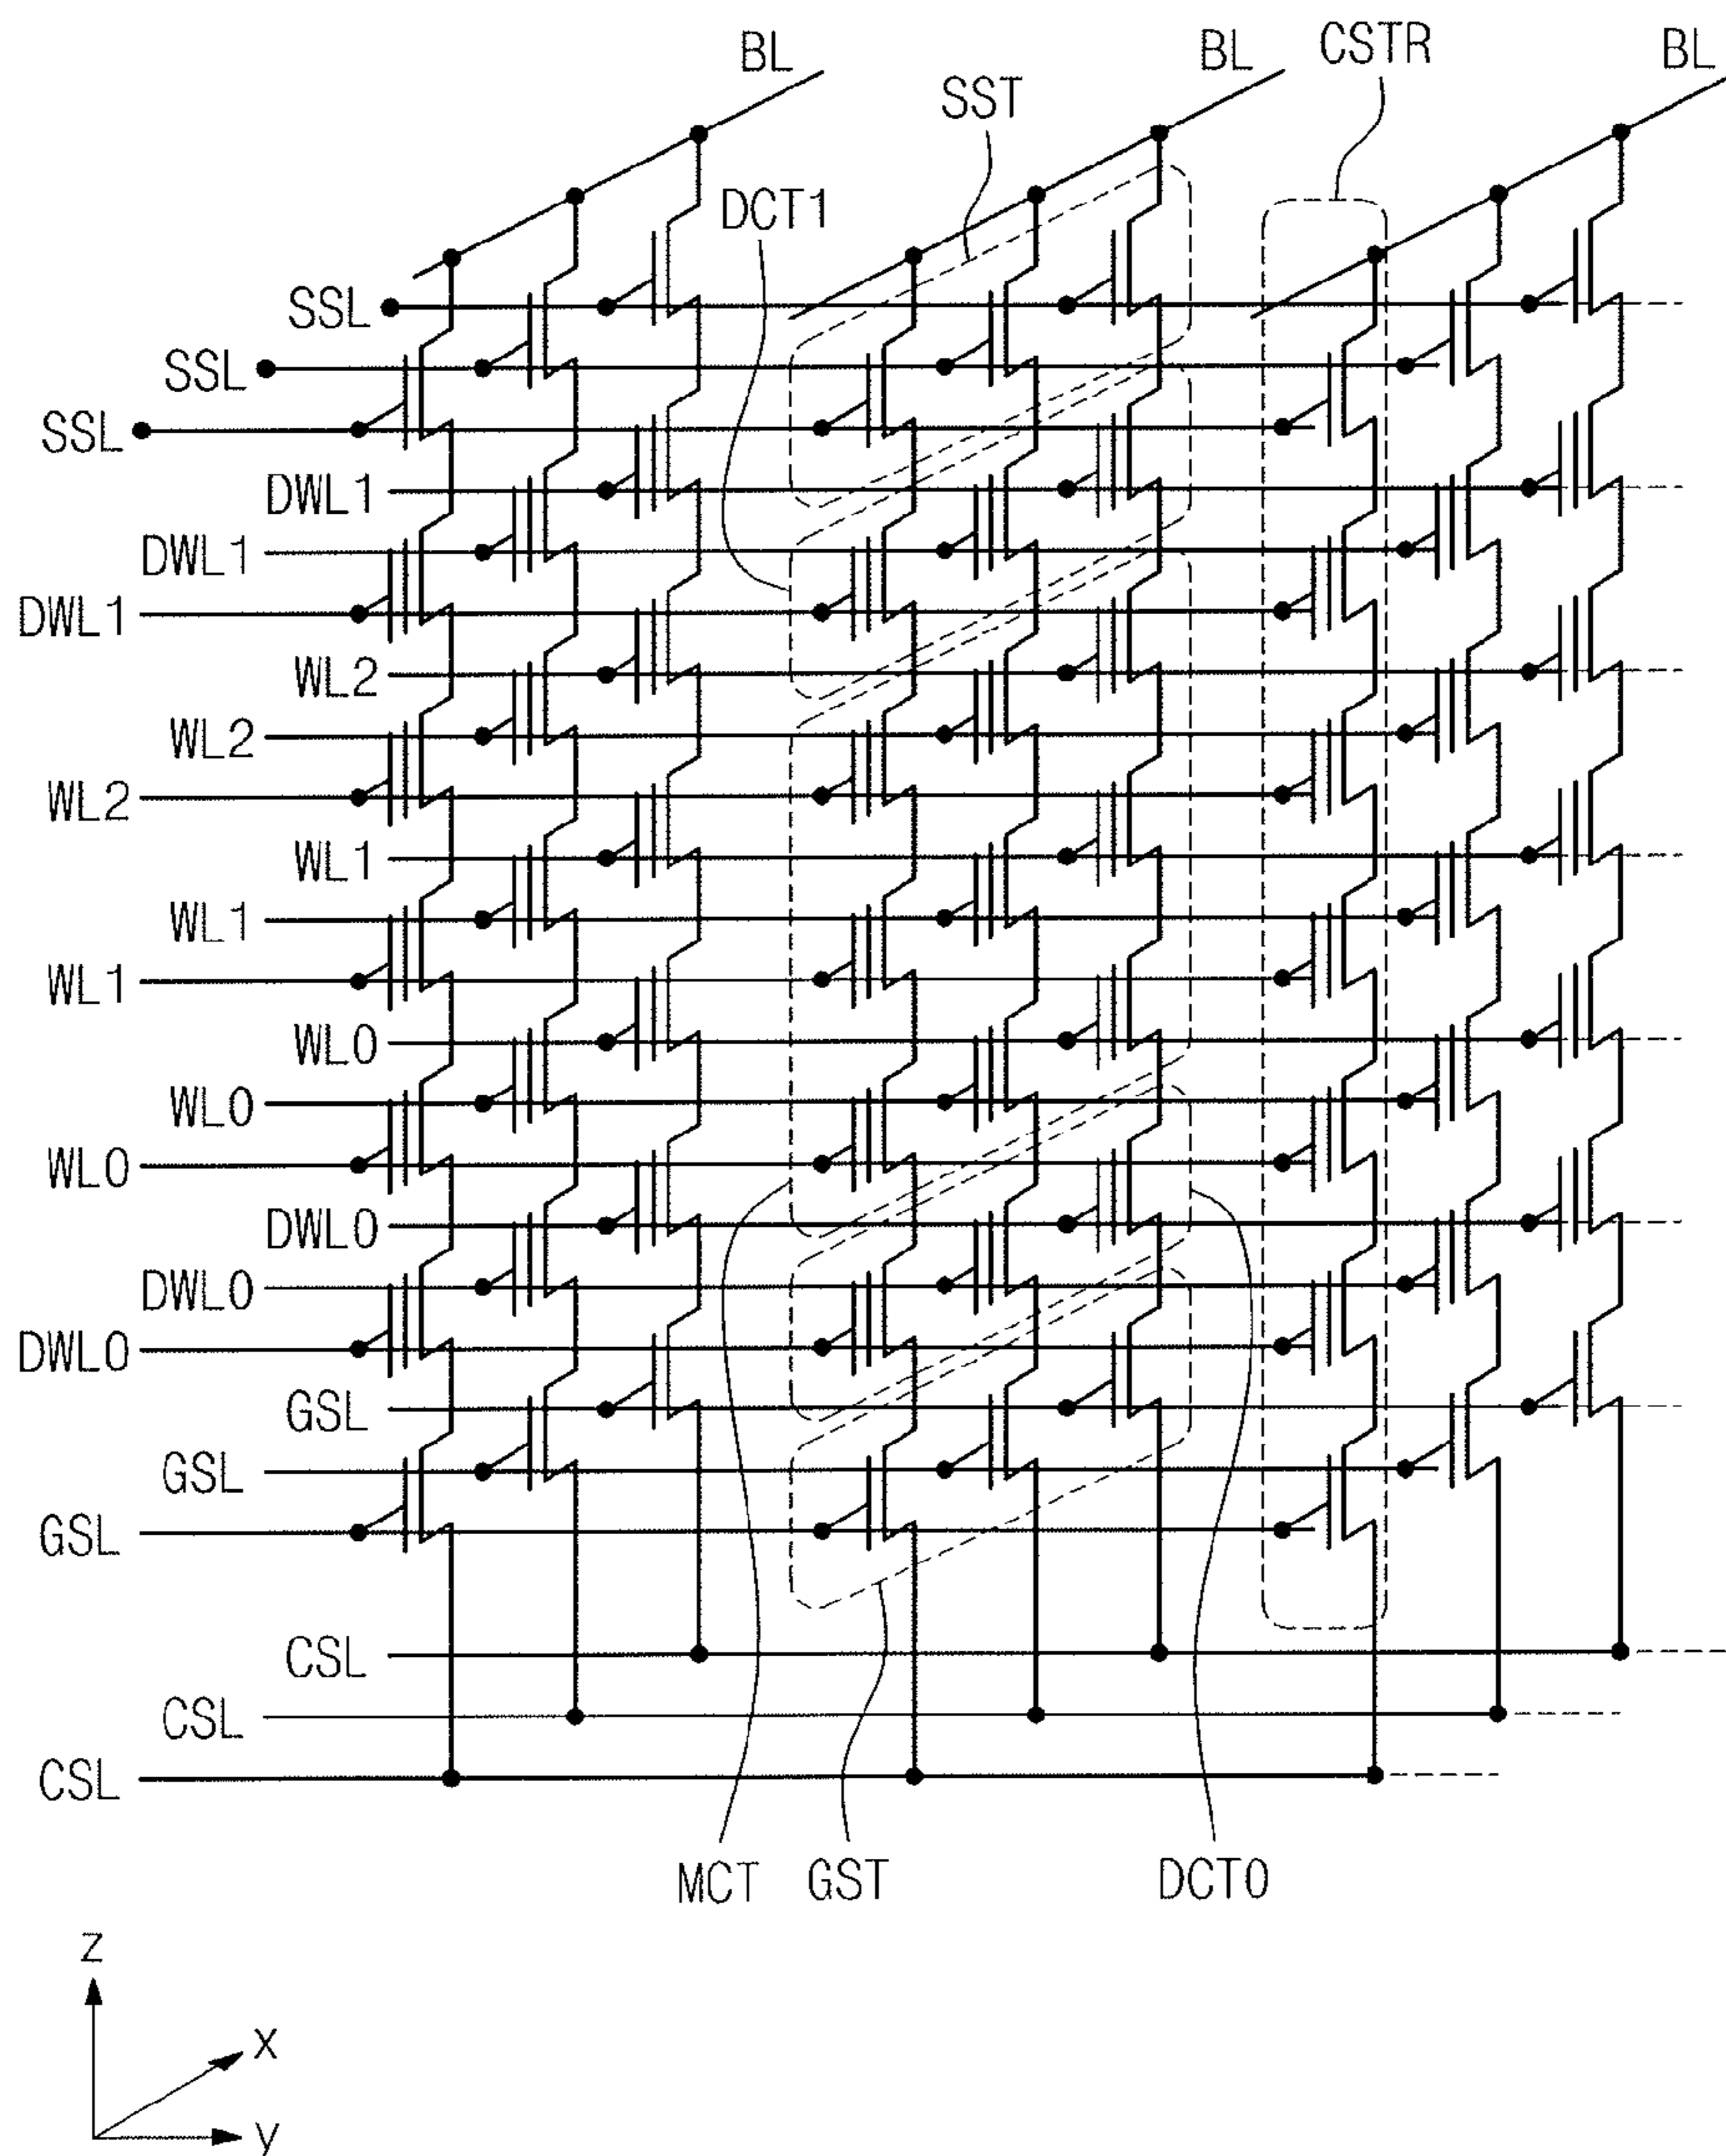 BL
BL
CSTR
BL
SST
DCT1
SSL
SSL
SSL
DWL1
DWL1
DWL1
WL2
WL2
WL2
WL1
WL1
WL1
WL0
WL0
WL0
DWL0
DWL0
DWL0
GSL
GSL
GSL
CSL
CSL
CSL
MCT
GST
DCT0
z
x
y